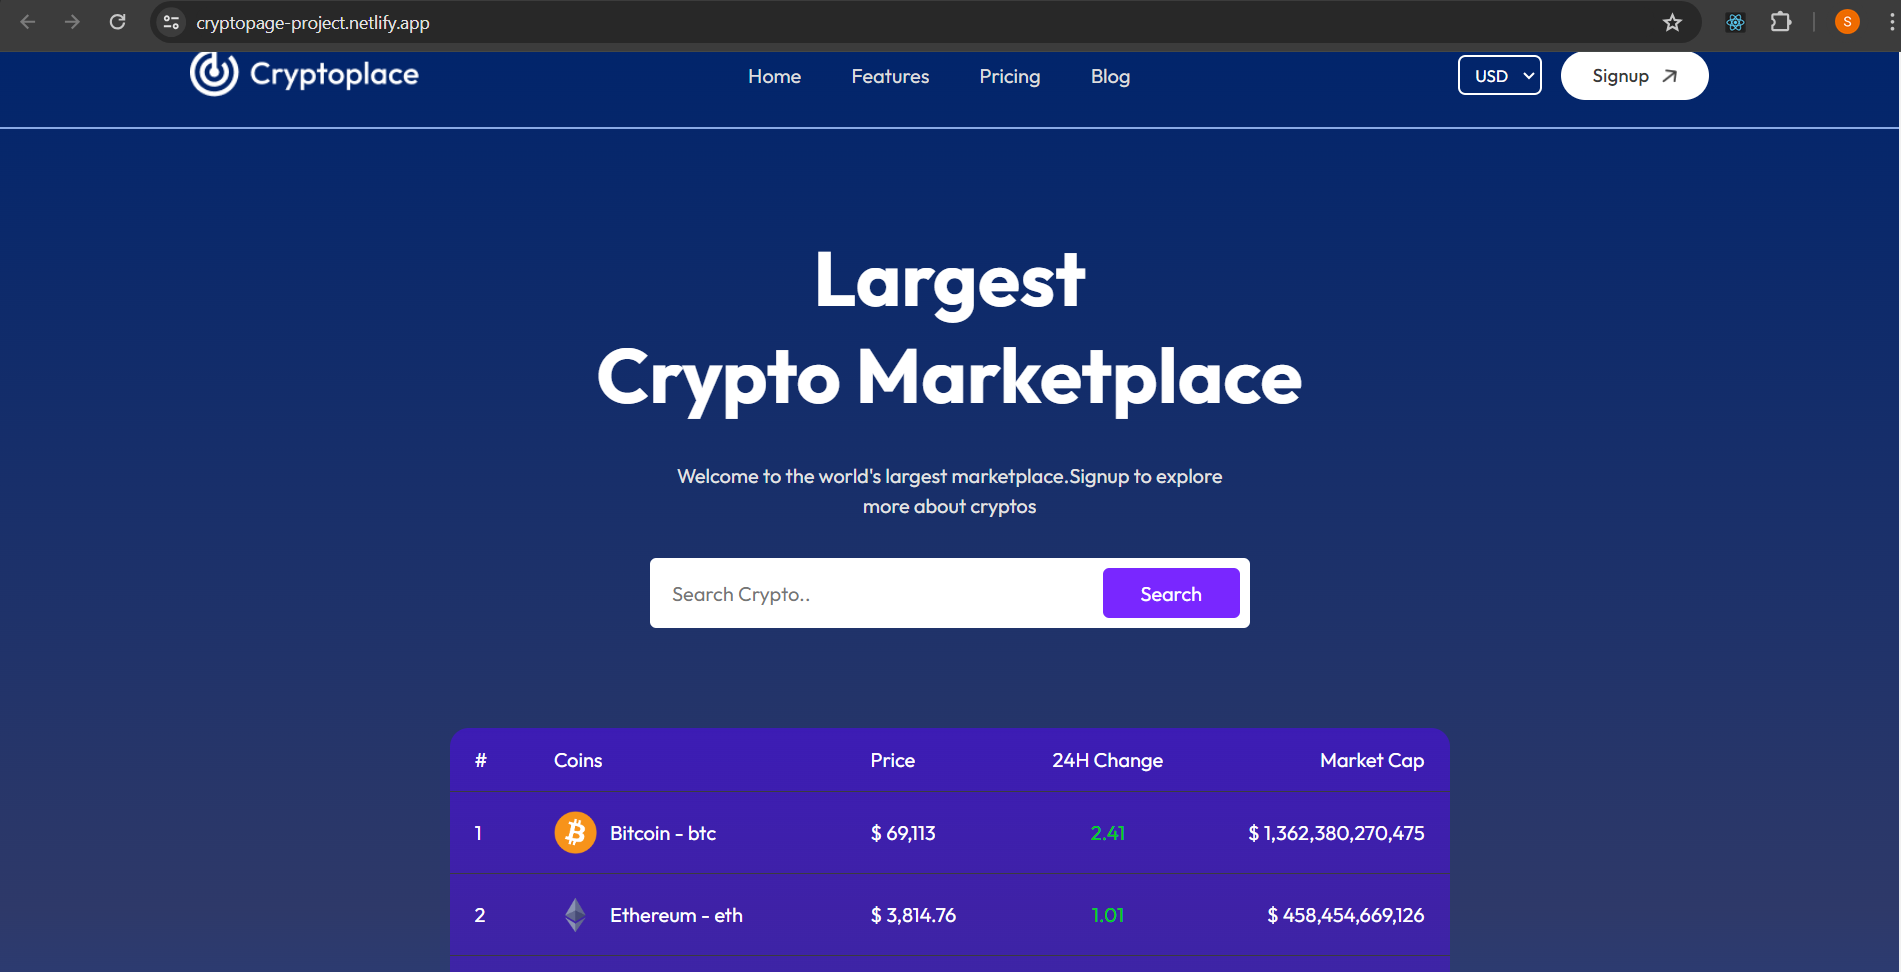 cryptopage-project.netlify.app
S
Cryptoplace Home Features Pricing Blog USD Signup
Largest
Crypto Marketplace
Welcome to the world's largest marketplace.Signup to explore
more about cryptos
Search Crypto.. Search
# Coins Price 24H Change Market Cap
1 Bitcoin - btc $ 69,113 2.41 $ 1,362,380,270,475
2 Ethereum - eth $ 3,814.76 1.01 $ 458,454,669,126